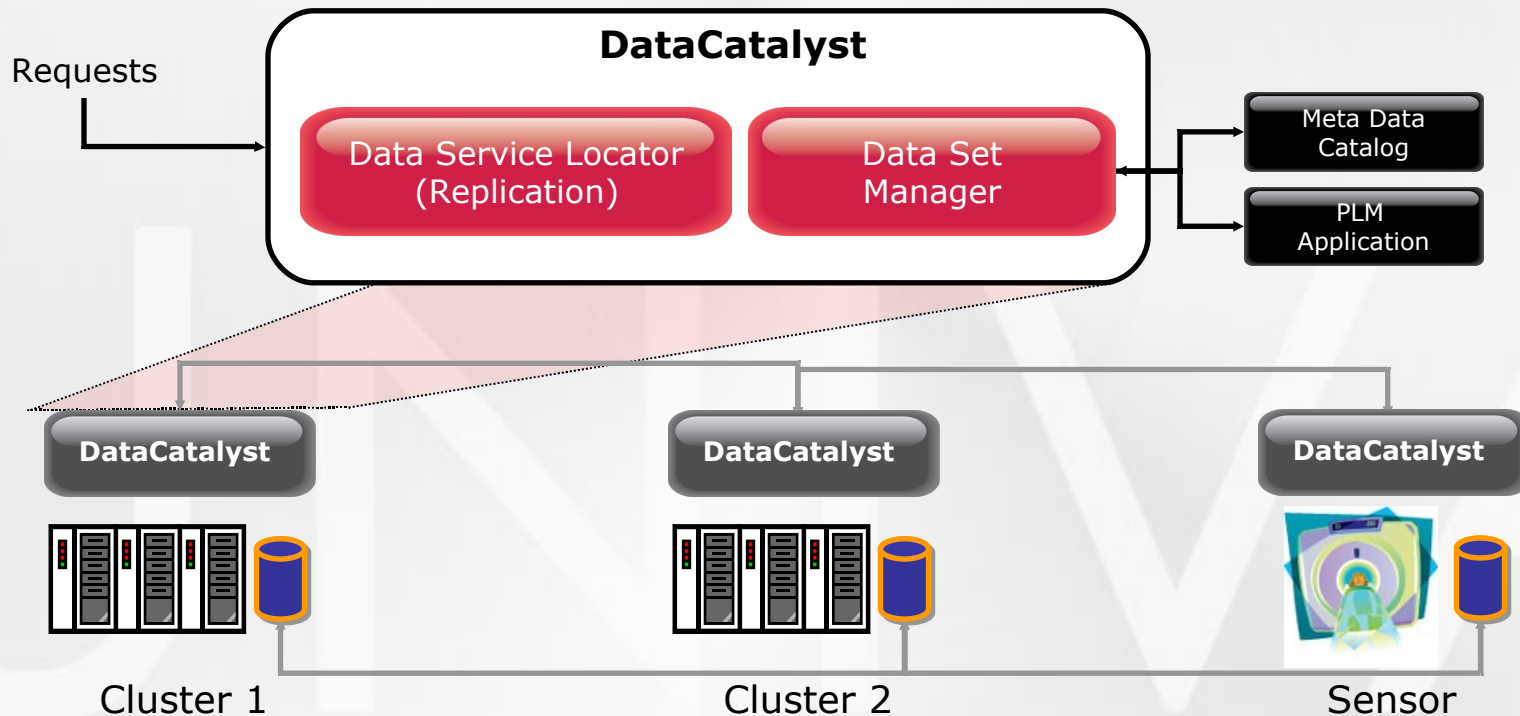 DataCatalyst
Requests
Data Service Locator
(Replication)
Data Set
Manager
Meta Data
Catalog
PLM
Application
DataCatalyst
DataCatalyst
DataCatalyst
Cluster 1
Cluster 2
Sensor